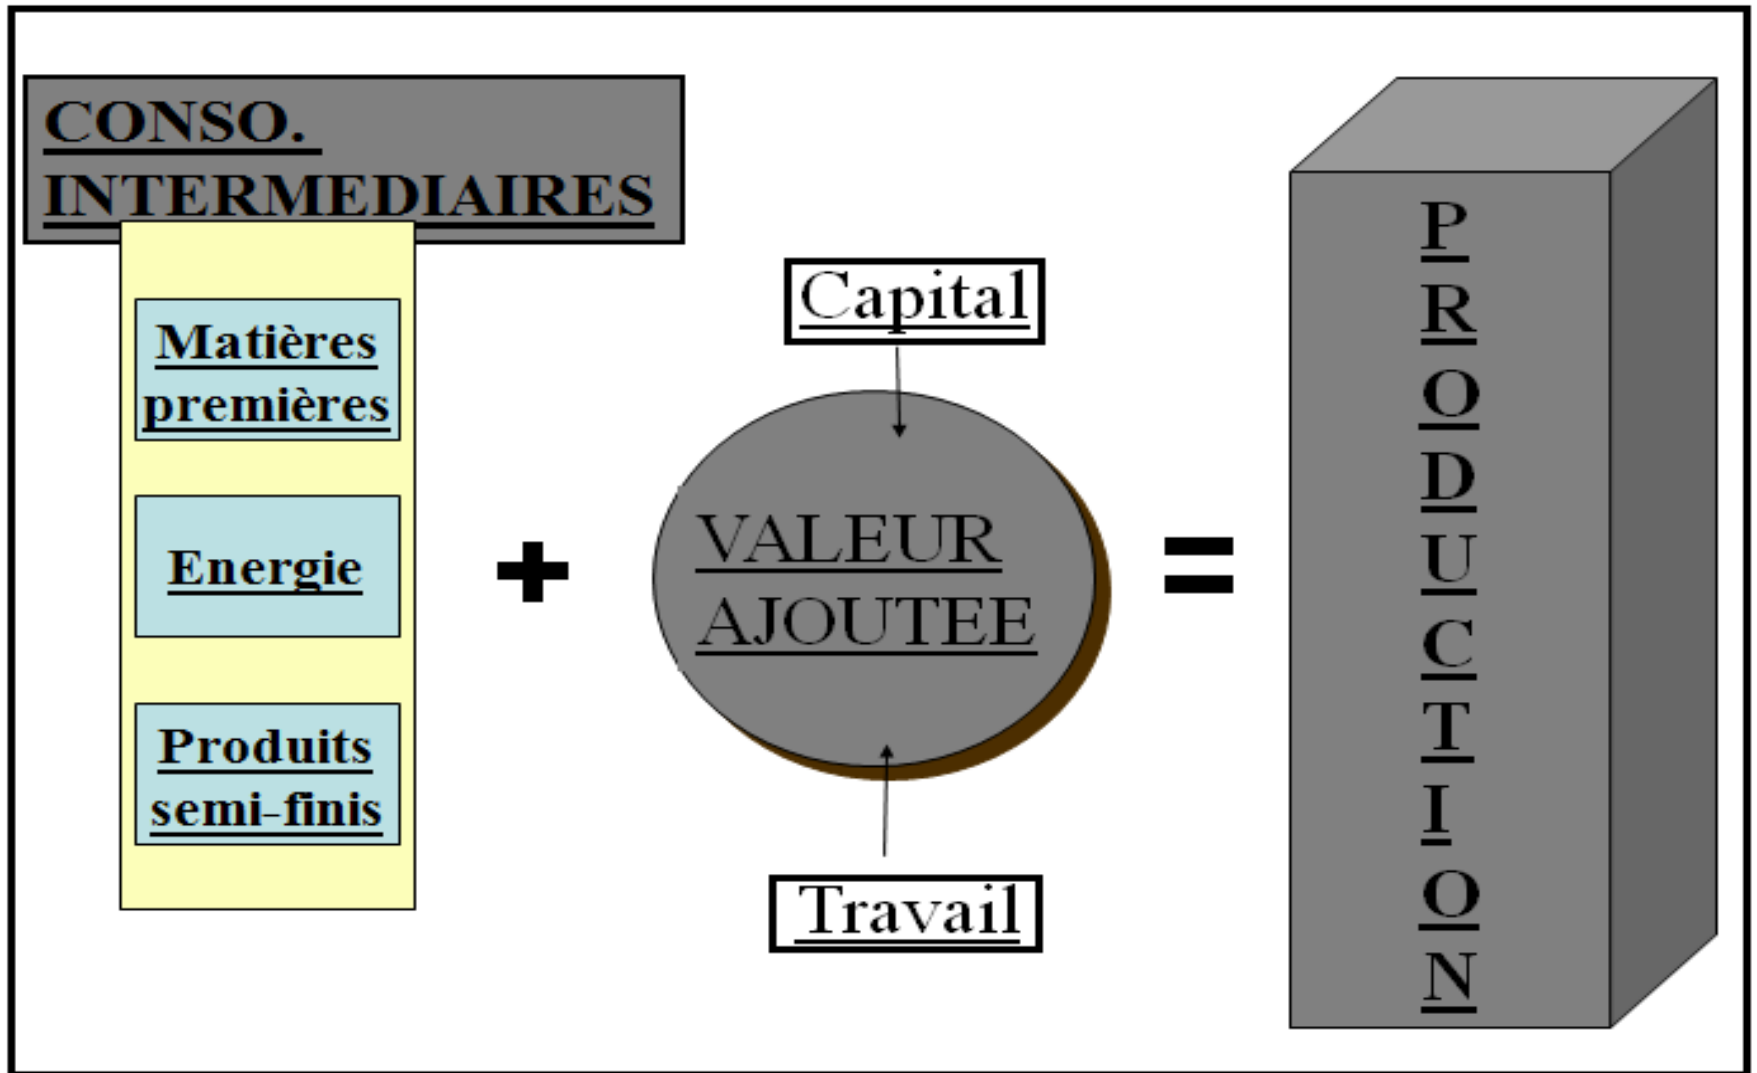 CONSO.
INTERMEDIAIRES
Matières
premières
Energie
Produits
semi-finis
+
Capital
VALEUR
AJOUTEE
Travail
=
P
R
O
D
U
C
T
I
O
N